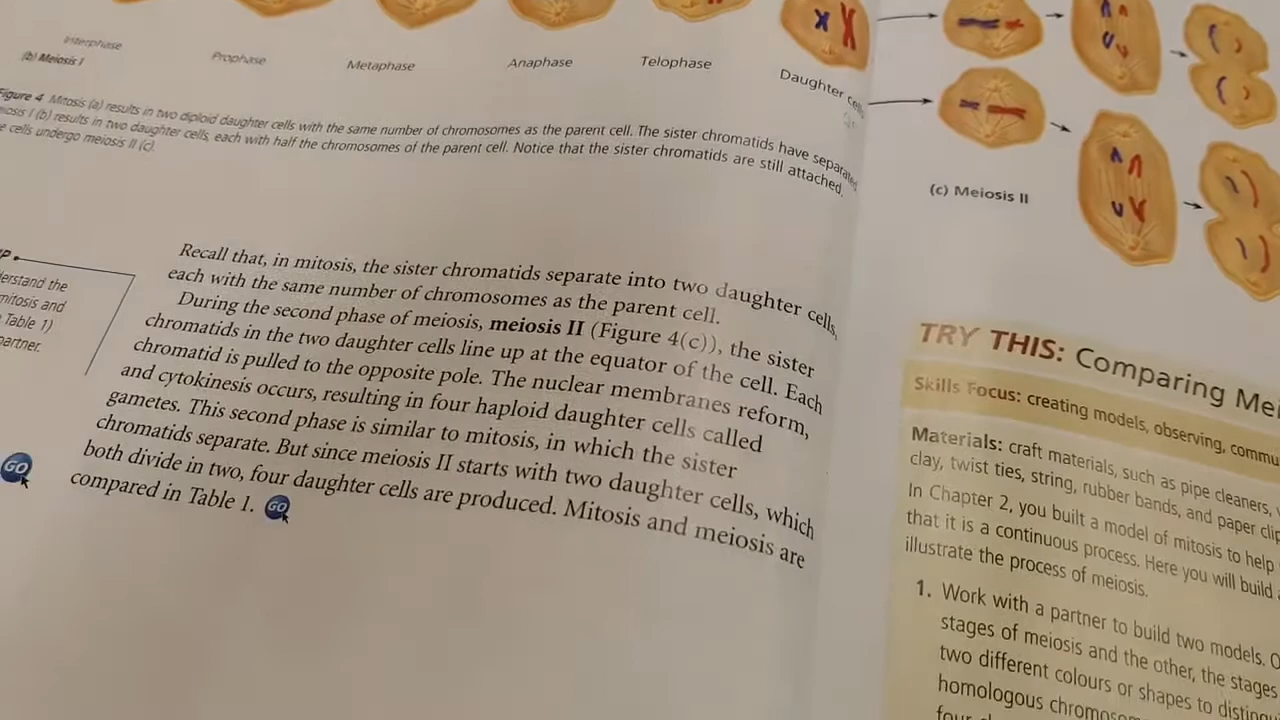 Interphase
Prophase
Metaphase
Anaphase
Telophase
Daughter cells
(b) Meiosis I
Figure 4 Mitosis (a) results in two diploid daughter cells with the same number of chromosomes as the parent cell. The sister chromatids have separated.
I (b) results in two daughter cells, each with half the chromosomes of the parent cell. Notice that the sister chromatids are still attached.
cells undergo meiosis II (c).
Recall that, in mitosis, the sister chromatids separate into two daughter cells,
each with the same number of chromosomes as the parent cell.
During the second phase of meiosis, meiosis II (Figure 4(c)), the sister
chromatids in the two daughter cells line up at the equator of the cell. Each
chromatid is pulled to the opposite pole. The nuclear membranes reform,
and cytokinesis occurs, resulting in four haploid daughter cells called
gametes. This second phase is similar to mitosis, in which the sister
chromatids separate. But since meiosis II starts with two daughter cells, which
both divide in two, four daughter cells are produced. Mitosis and meiosis are
compared in Table 1. GO
the
mitosis and
Table 1)
partner.
GO
(c) Meiosis II
TRY THIS: Comparing
Skills Focus: creating models, observing,
Materials: craft materials, such as pipe cleaners,
clay, twist ties, string, rubber bands, and paper
In Chapter 2, you built a model of mitosis to help
that it is a continuous process. Here you will build
illustrate the process of meiosis.
1. Work with a partner to build two models.
stages of meiosis and the other, the stages
two different colours or shapes to
homologous
four